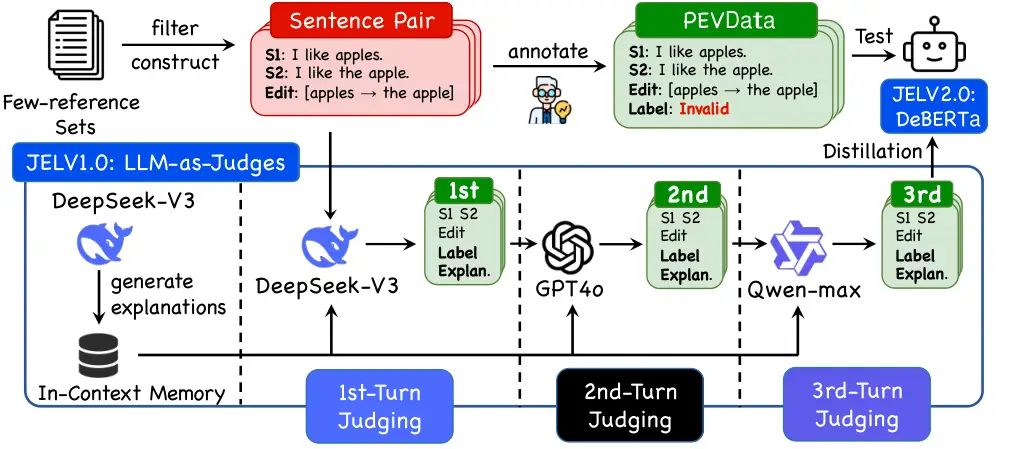 Few-reference
Sets
filter
construct
Sentence Pair
S1: I like apples.
S2: I like the apple.
Edit: [apples → the apple]
annotate
PEVData
S1: I like apples.
S2: I like the apple.
Edit: [apples → the apple]
Label: Invalid
Test
JELV2.0:
DeBERTa
Distillation
JELV1.0: LLM-as-Judges
DeepSeek-V3
generate
explanations
In-Context Memory
DeepSeek-V3
1st
S1 S2
Edit
Label
Explan.
GPT4o
2nd
S1 S2
Edit
Label
Explan.
Qwen-max
3rd
S1 S2
Edit
Label
Explan.
1st-Turn
Judging
2nd-Turn
Judging
3rd-Turn
Judging